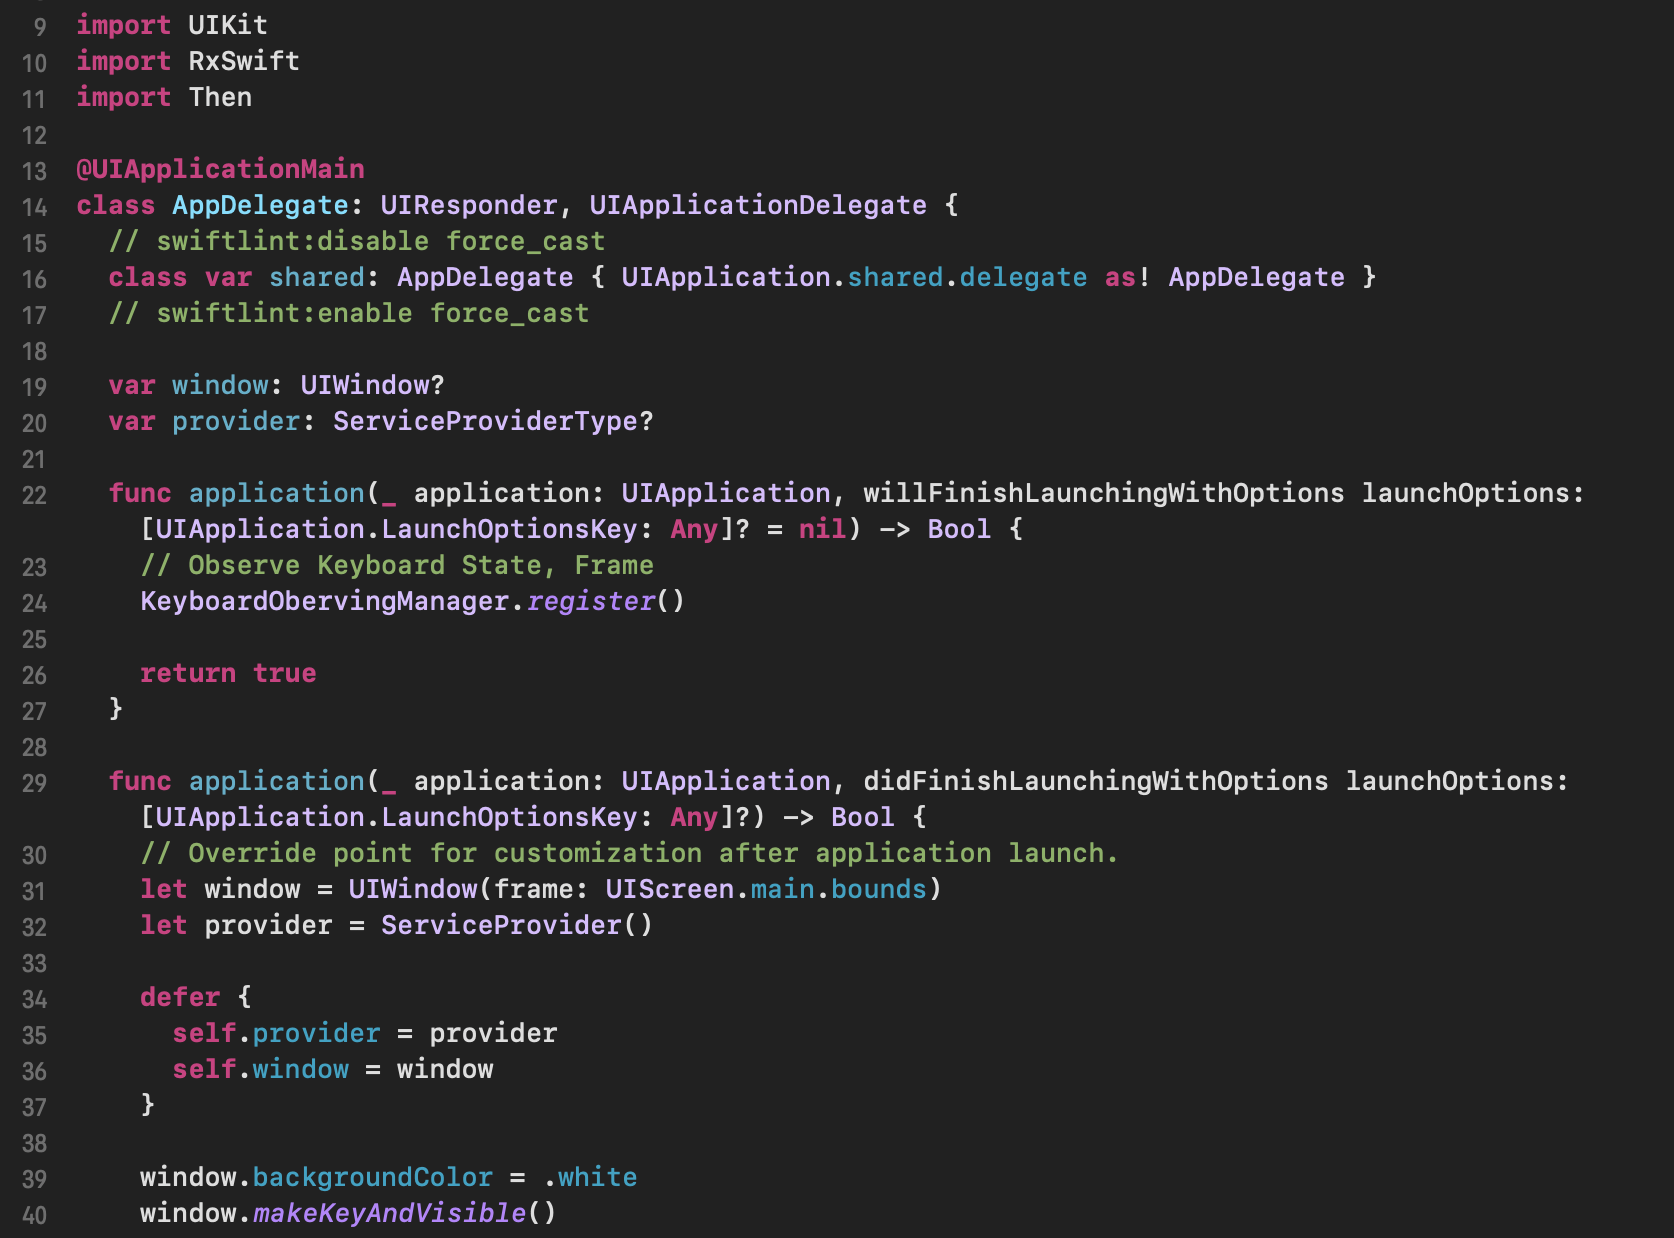 9 import UIKit
10 import RxSwift
11 import Then
12
13 @UIApplicationMain
14 class AppDelegate: UIResponder, UIApplicationDelegate {
15   // swiftlint:disable force_cast
16   class var shared: AppDelegate { UIApplication.shared.delegate as! AppDelegate }
17   // swiftlint:enable force_cast
18
19   var window: UIWindow?
20   var provider: ServiceProviderType?
21
22   func application(_ application: UIApplication, willFinishLaunchingWithOptions launchOptions:
    [UIApplication.LaunchOptionsKey: Any]? = nil) -> Bool {
23     // Observe Keyboard State, Frame
24     KeyboardObervingManager.register()
25
26     return true
27   }
28
29   func application(_ application: UIApplication, didFinishLaunchingWithOptions launchOptions:
    [UIApplication.LaunchOptionsKey: Any]?) -> Bool {
30     // Override point for customization after application launch.
31     let window = UIWindow(frame: UIScreen.main.bounds)
32     let provider = ServiceProvider()
33
34     defer {
35       self.provider = provider
36       self.window = window
37     }
38
39     window.backgroundColor = .white
40     window.makeKeyAndVisible()